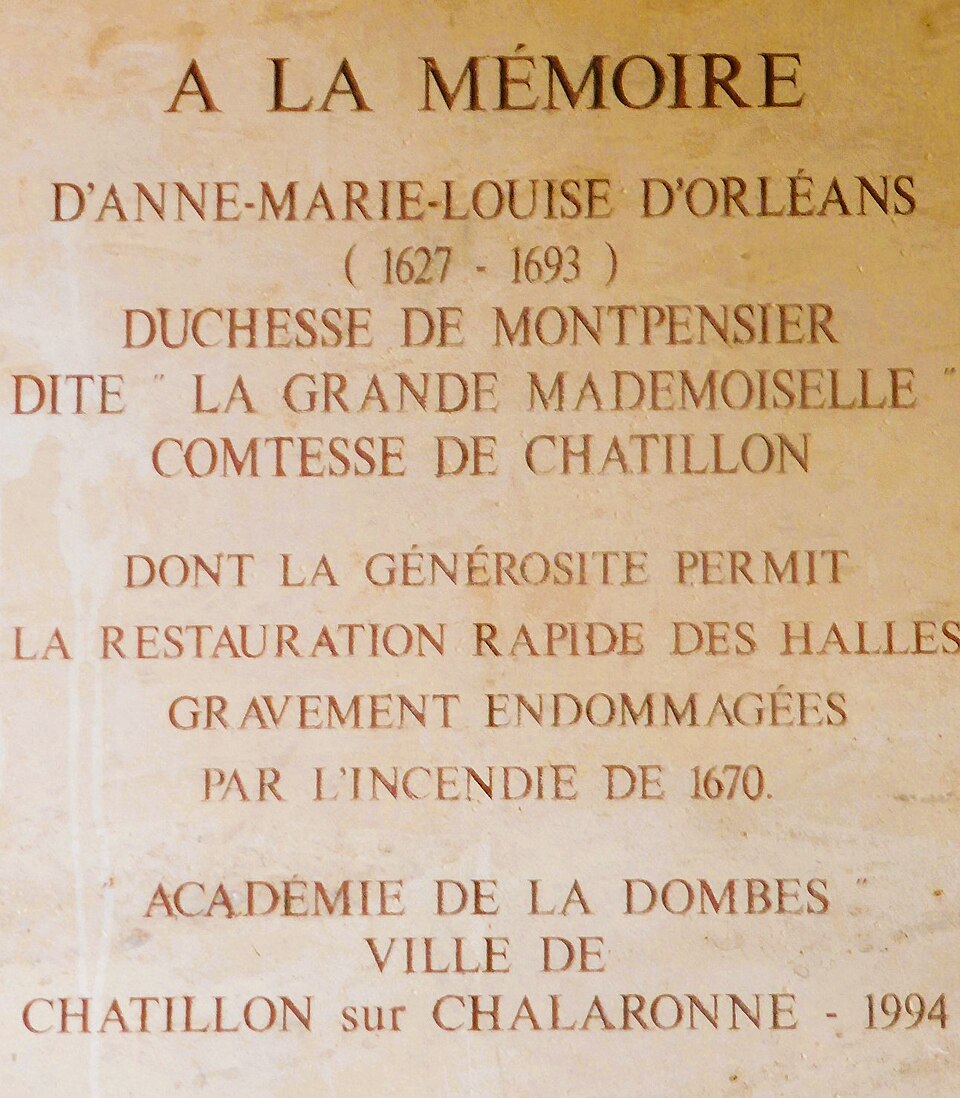 A LA MÉMOIRE
D'ANNE-MARIE-LOUISE D'ORLÉANS
( 1627 - 1693 )
DUCHESSE DE MONTPENSIER
DITE " LA GRANDE MADEMOISELLE "
COMTESSE DE CHATILLON
DONT LA GÉNÉROSITE PERMIT
LA RESTAURATION RAPIDE DES HALLES
GRAVEMENT ENDOMMAGÉES
PAR L'INCENDIE DE 1670.
" ACADÉMIE DE LA DOMBES "
VILLE DE
CHATILLON sur CHALARONNE - 1994